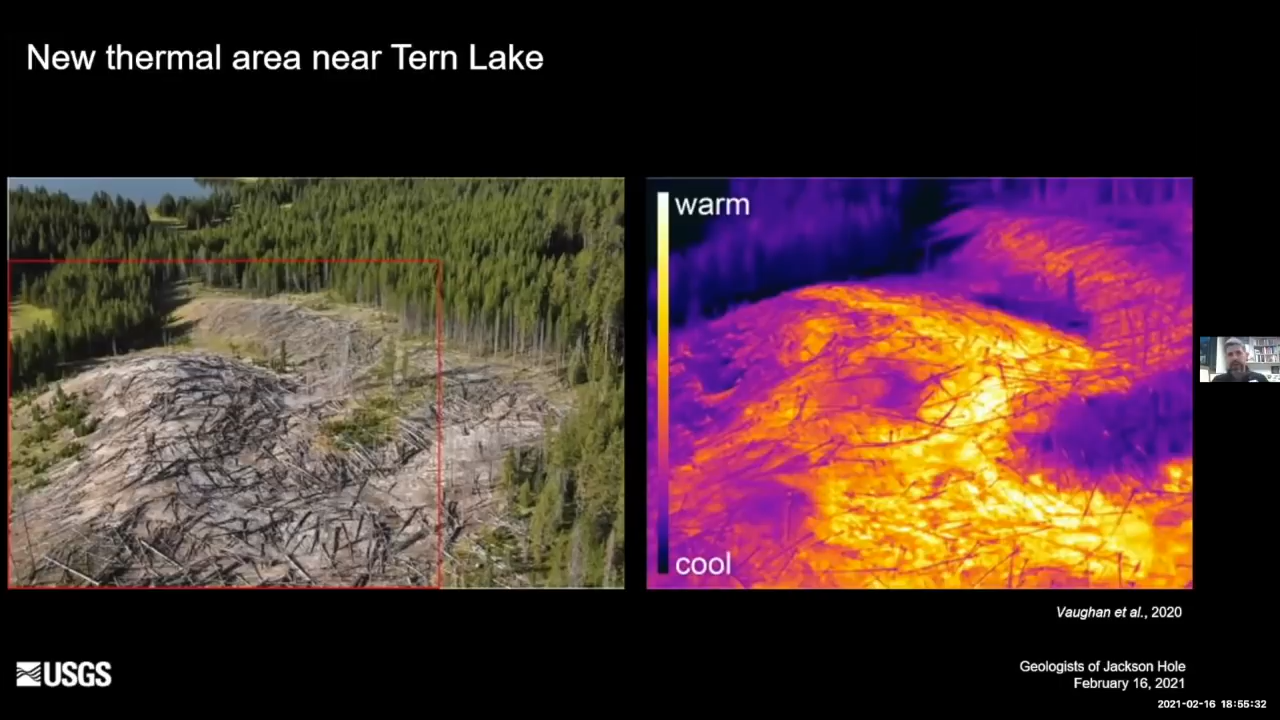 New thermal area near Tern Lake
warm
cool
Vaughan et al., 2020
USGS
Geologists of Jackson Hole
February 16, 2021
2021-02-16 18:55:32